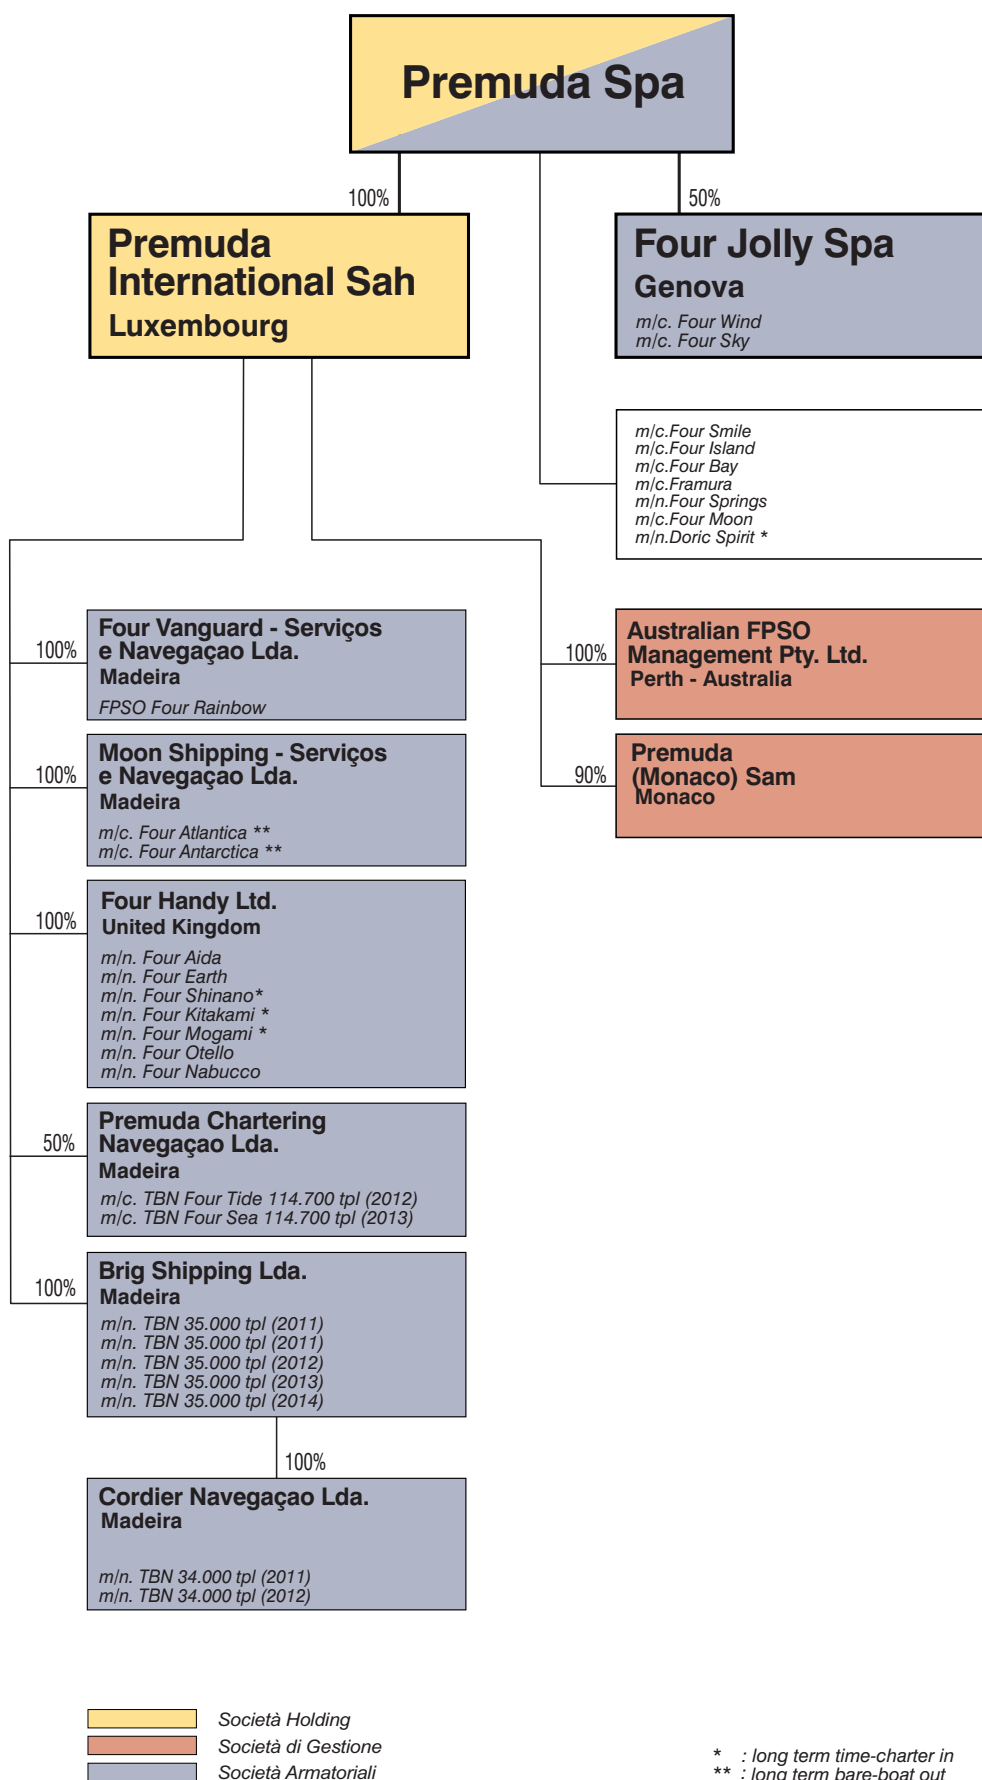 Premuda Spa
100%
50%
Premuda
International Sah
Luxembourg
Four Jolly Spa
Genova
m/c. Four Wind
m/c. Four Sky
m/c.Four Smile
m/c.Four Island
m/c.Four Bay
m/c.Framura
m/n.Four Springs
m/c.Four Moon
m/n.Doric Spirit *
100%
Four Vanguard - Serviços
e Navegaçao Lda.
Madeira
FPSO Four Rainbow
100%
Australian FPSO
Management Pty. Ltd.
Perth - Australia
100%
Moon Shipping - Serviços
e Navegaçao Lda.
Madeira
m/c. Four Atlantica **
m/c. Four Antarctica **
90%
Premuda
(Monaco) Sam
Monaco
100%
Four Handy Ltd.
United Kingdom
m/n. Four Aida
m/n. Four Earth
m/n. Four Shinano*
m/n. Four Kitakami *
m/n. Four Mogami *
m/n. Four Otello
m/n. Four Nabucco
50%
Premuda Chartering
Navegaçao Lda.
Madeira
m/c. TBN Four Tide 114.700 tpl (2012)
m/c. TBN Four Sea 114.700 tpl (2013)
100%
Brig Shipping Lda.
Madeira
m/n. TBN 35.000 tpl (2011)
m/n. TBN 35.000 tpl (2011)
m/n. TBN 35.000 tpl (2012)
m/n. TBN 35.000 tpl (2013)
m/n. TBN 35.000 tpl (2014)
100%
Cordier Navegaçao Lda.
Madeira
m/n. TBN 34.000 tpl (2011)
m/n. TBN 34.000 tpl (2012)
Società Holding
Società di Gestione
Società Armatoriali
* : long term time-charter in
** : long term bare-boat out